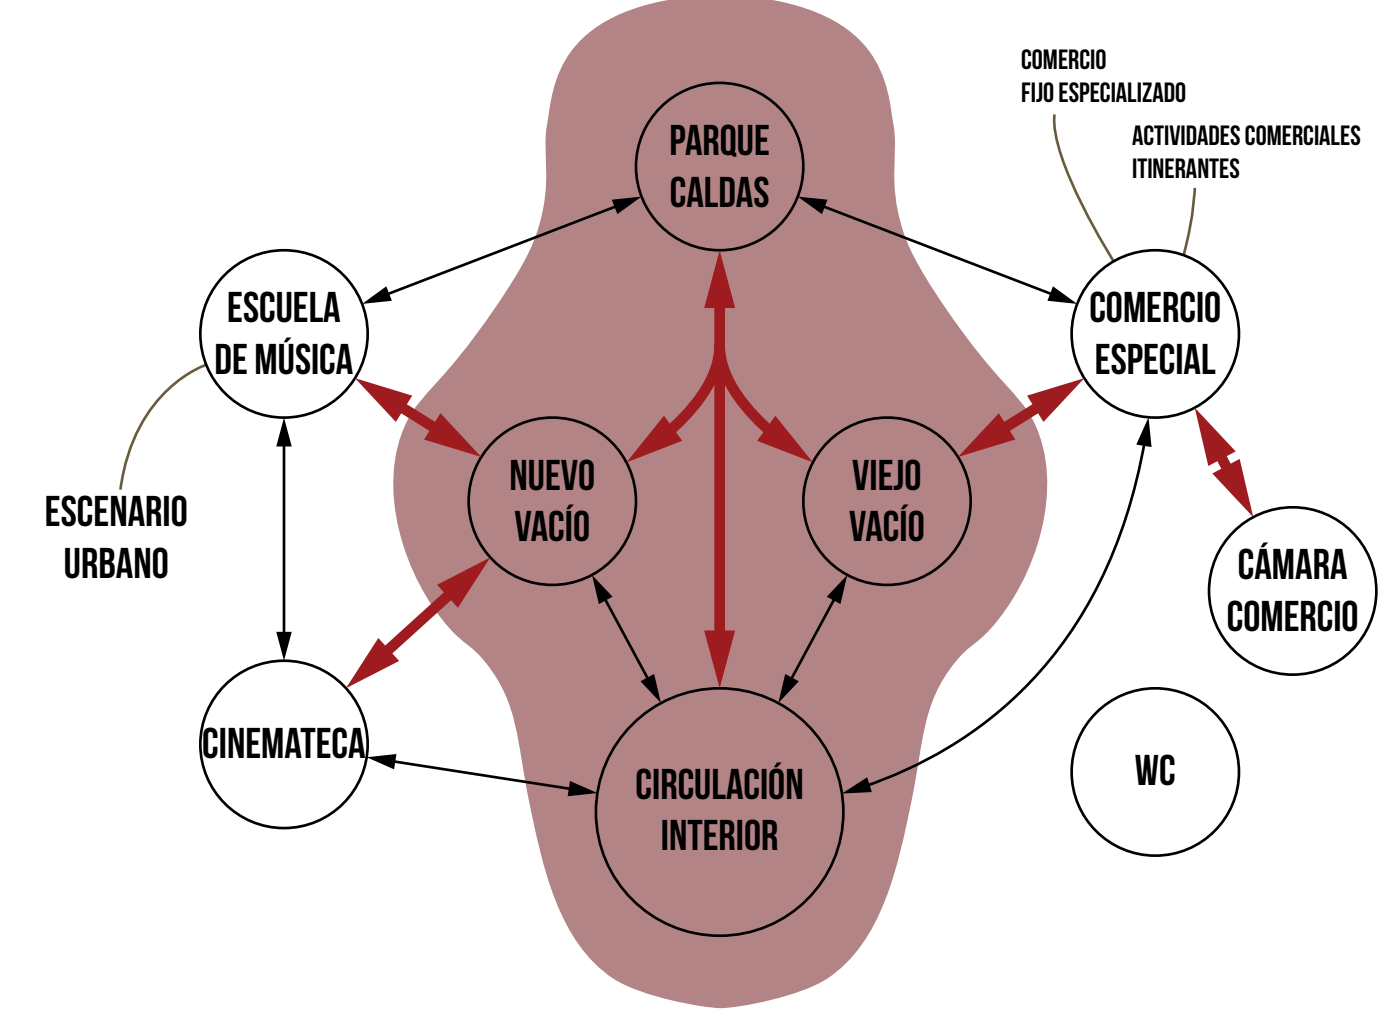 COMERCIO
FIJO ESPECIALIZADO
ACTIVIDADES COMERCIALES
ITINERANTES
PARQUE
CALDAS
ESCUELA
DE MÚSICA
COMERCIO
ESPECIAL
NUEVO
VACÍO
VIEJO
VACÍO
ESCENARIO
URBANO
CÁMARA
COMERCIO
CINEMATECA
CIRCULACIÓN
INTERIOR
WC